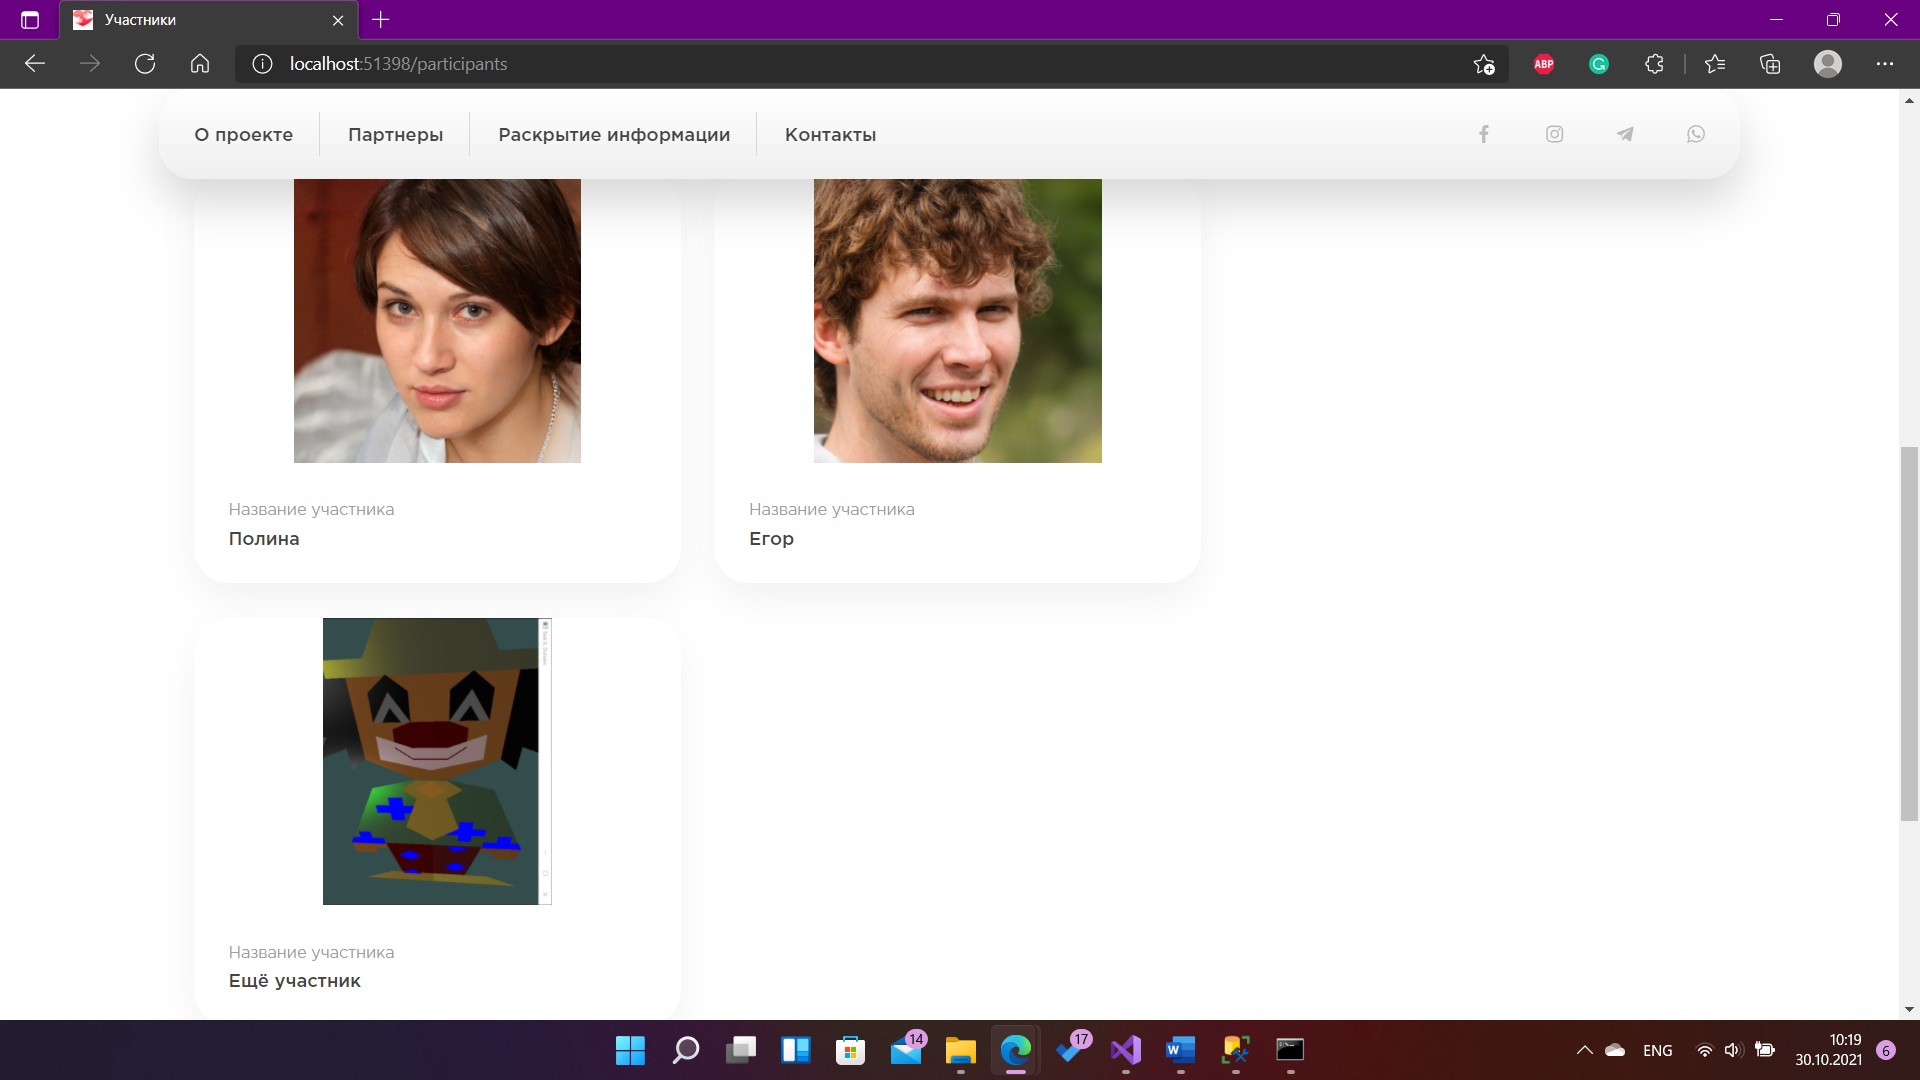 Участники
localhost:51398/participants
ABP
О проекте
Партнеры
Раскрытие информации
Контакты
Название участника
Полина
Название участника
Егор
Название участника
Ещё участник
14
17
ENG
10:19
30.10.2021
6